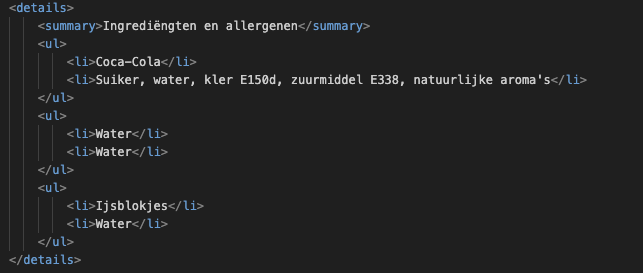 <details>
<summary>Ingrediëngten en allergenen</summary>
<ul>
<li>Coca-Cola</li>
<li>Suiker, water, kler E150d, zuurmiddel E338, natuurlijke aroma's</li>
</ul>
<ul>
<li>Water</li>
<li>Water</li>
</ul>
<ul>
<li>Ijsblokjes</li>
<li>Water</li>
</ul>
</details>